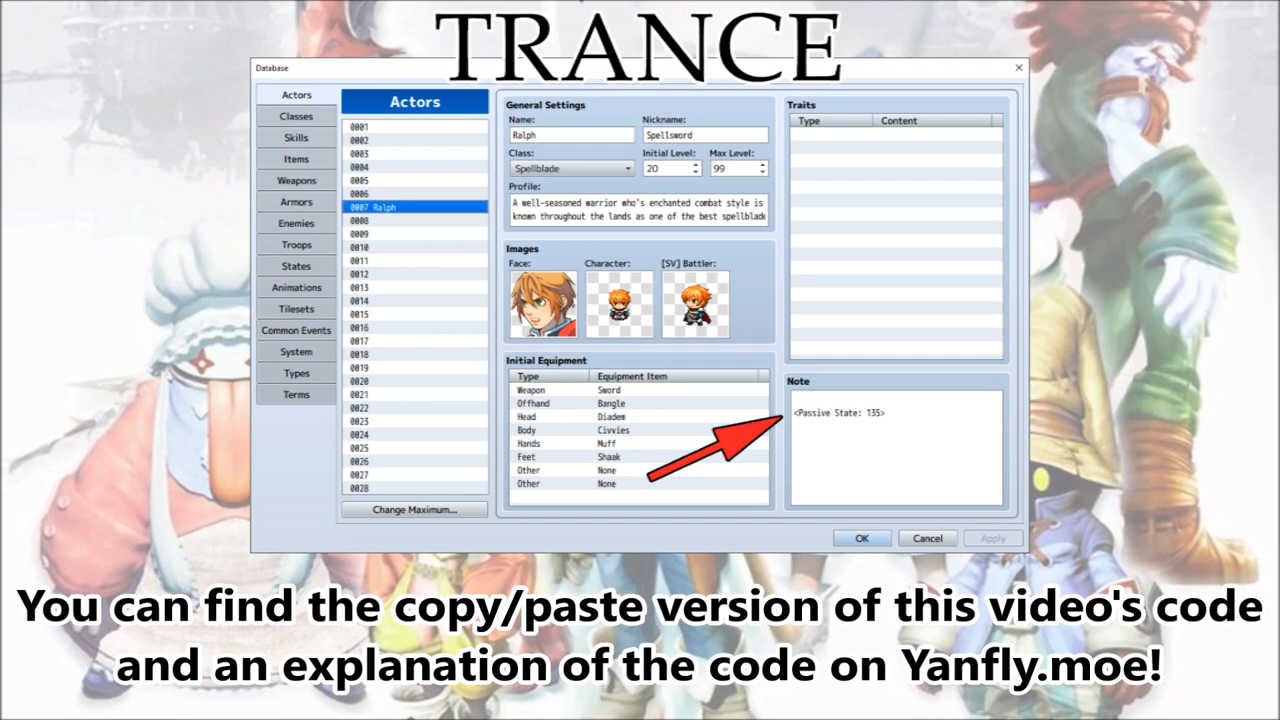 TRANCE
Database
Actors
Classes
Skills
Items
Weapons
Armors
Enemies
Troops
States
Animations
Tilesets
Common Events
System
Types
Terms
Actors
0001
0002
0003
0004
0005
0006
0007 Ralph
0008
0009
0010
0011
0012
0013
0014
0015
0016
0017
0018
0019
0020
0021
0022
0023
0024
0025
0026
0027
0028
Change Maximum...
General Settings
Name: Nickname:
Ralph Spellsword
Class: Initial Level: Max Level:
Spellblade 20 99
Profile:
A well-seasoned warrior who's enchanted combat style is
known throughout the lands as one of the best spellblade
Images
Face: Character: [SV] Battler:
Initial Equipment
Type Equipment Item
Weapon Sword
Offhand Bangle
Head Diadem
Body Civvies
Hands Muff
Feet Shaak
Other None
Other None
Traits
Type Content
Note
<Passive State: 135>
OK Cancel Apply
You can find the copy/paste version of this video's code
and an explanation of the code on Yanfly.moe!